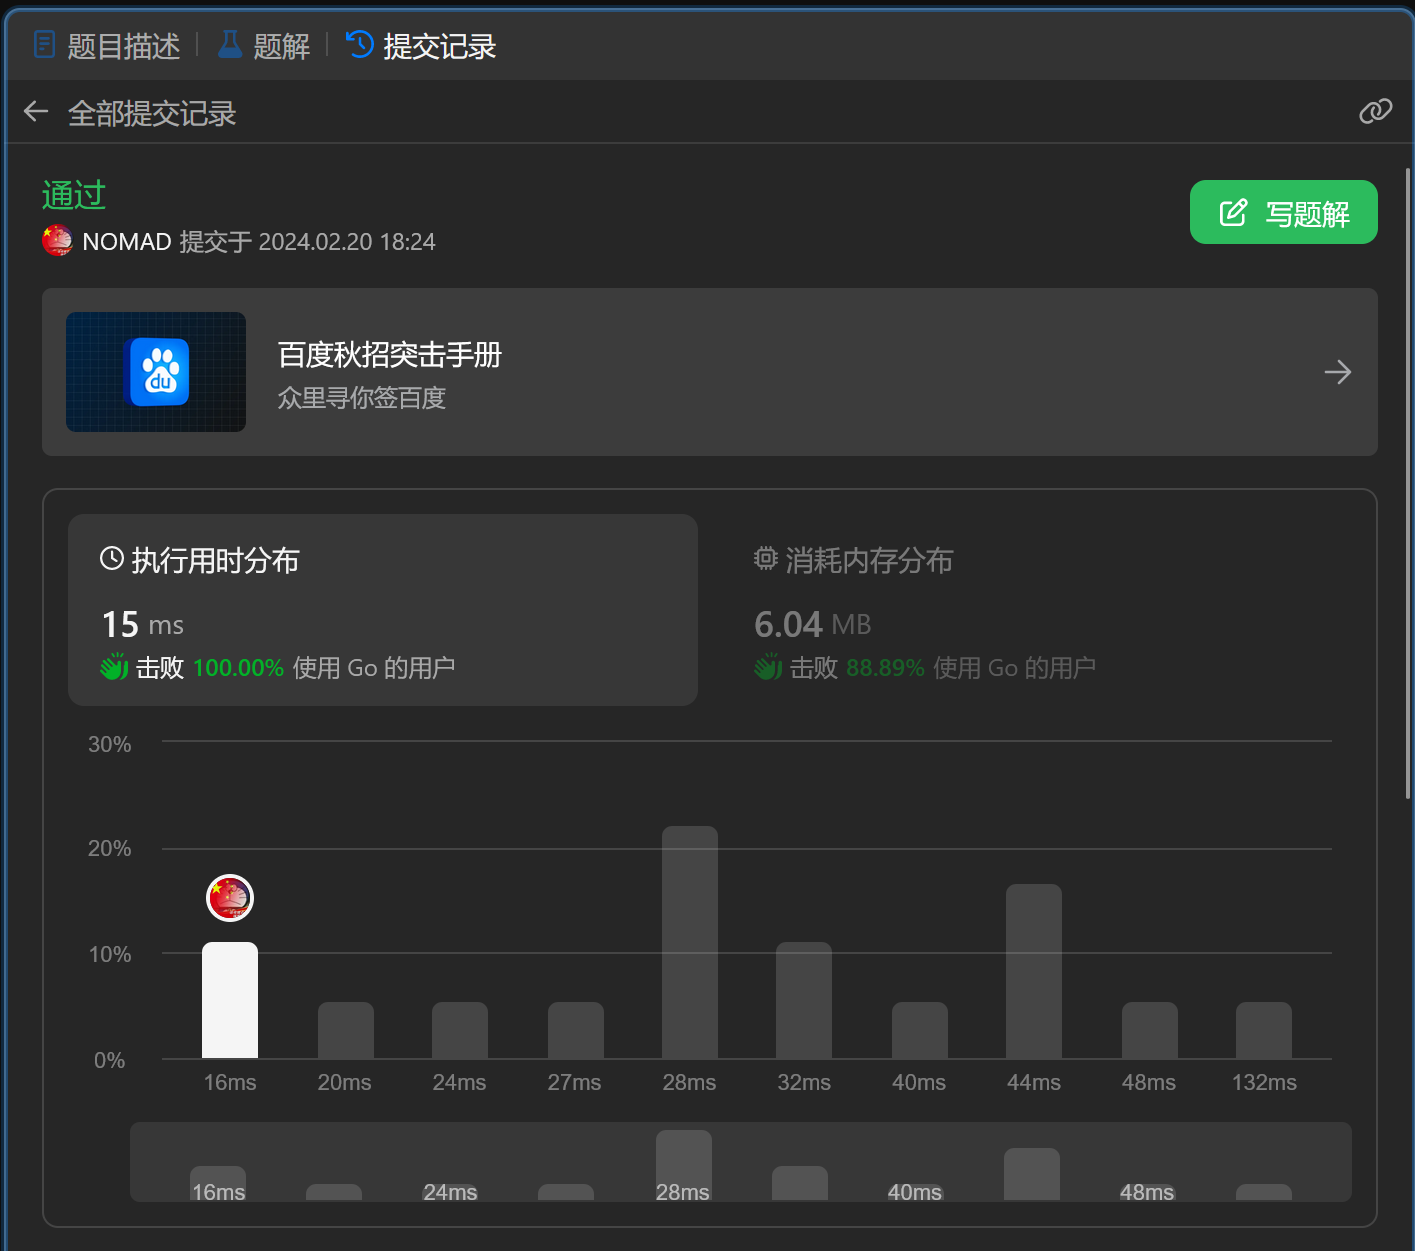 题目描述 | 题解 | 提交记录
全部提交记录
通过
NOMAD 提交于 2024.02.20 18:24
写题解
du
百度秋招突击手册
众里寻你签百度
执行用时分布
15 ms
击败 100.00% 使用 Go 的用户
消耗内存分布
6.04 MB
击败 88.89% 使用 Go 的用户
30%
20%
10%
0%
16ms 20ms 24ms 27ms 28ms 32ms 40ms 44ms 48ms 132ms
16ms 24ms 28ms 40ms 48ms